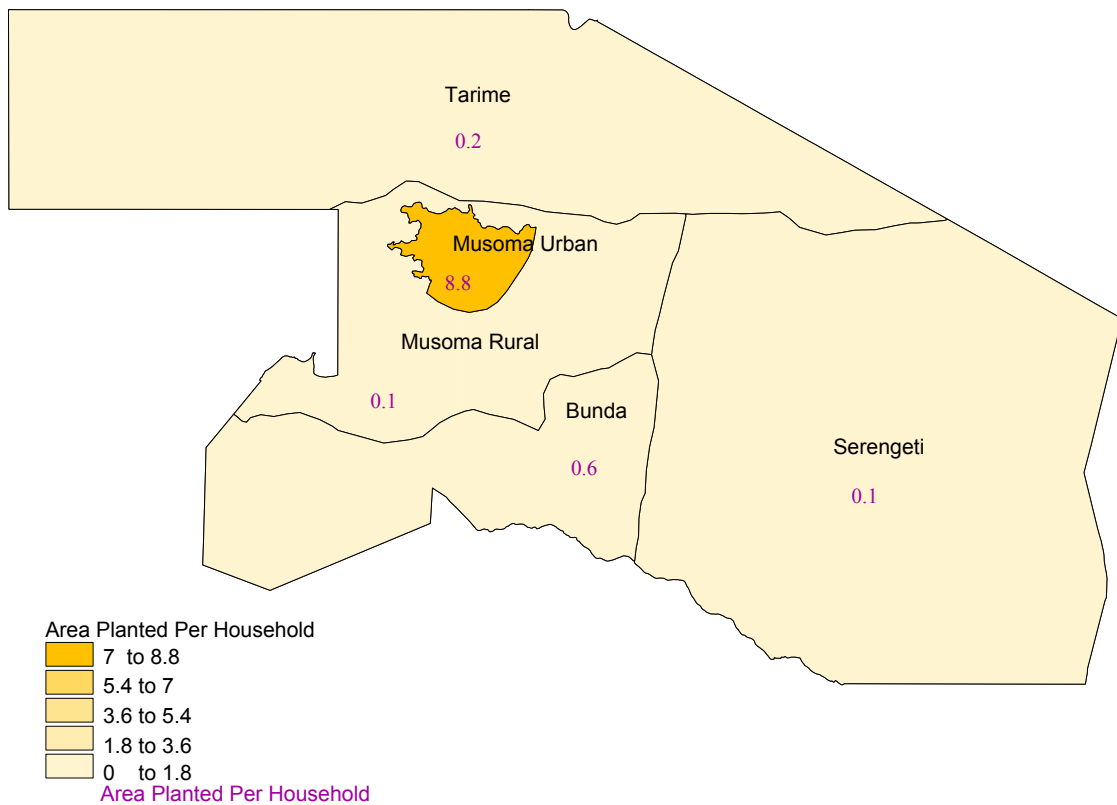 Tarime
0.2
Musoma Urban
8.8
Musoma Rural
0.1
Bunda
0.6
Serengeti
0.1
Area Planted Per Household
7 to 8.8
5.4 to 7
3.6 to 5.4
1.8 to 3.6
0 to 1.8
Area Planted Per Household